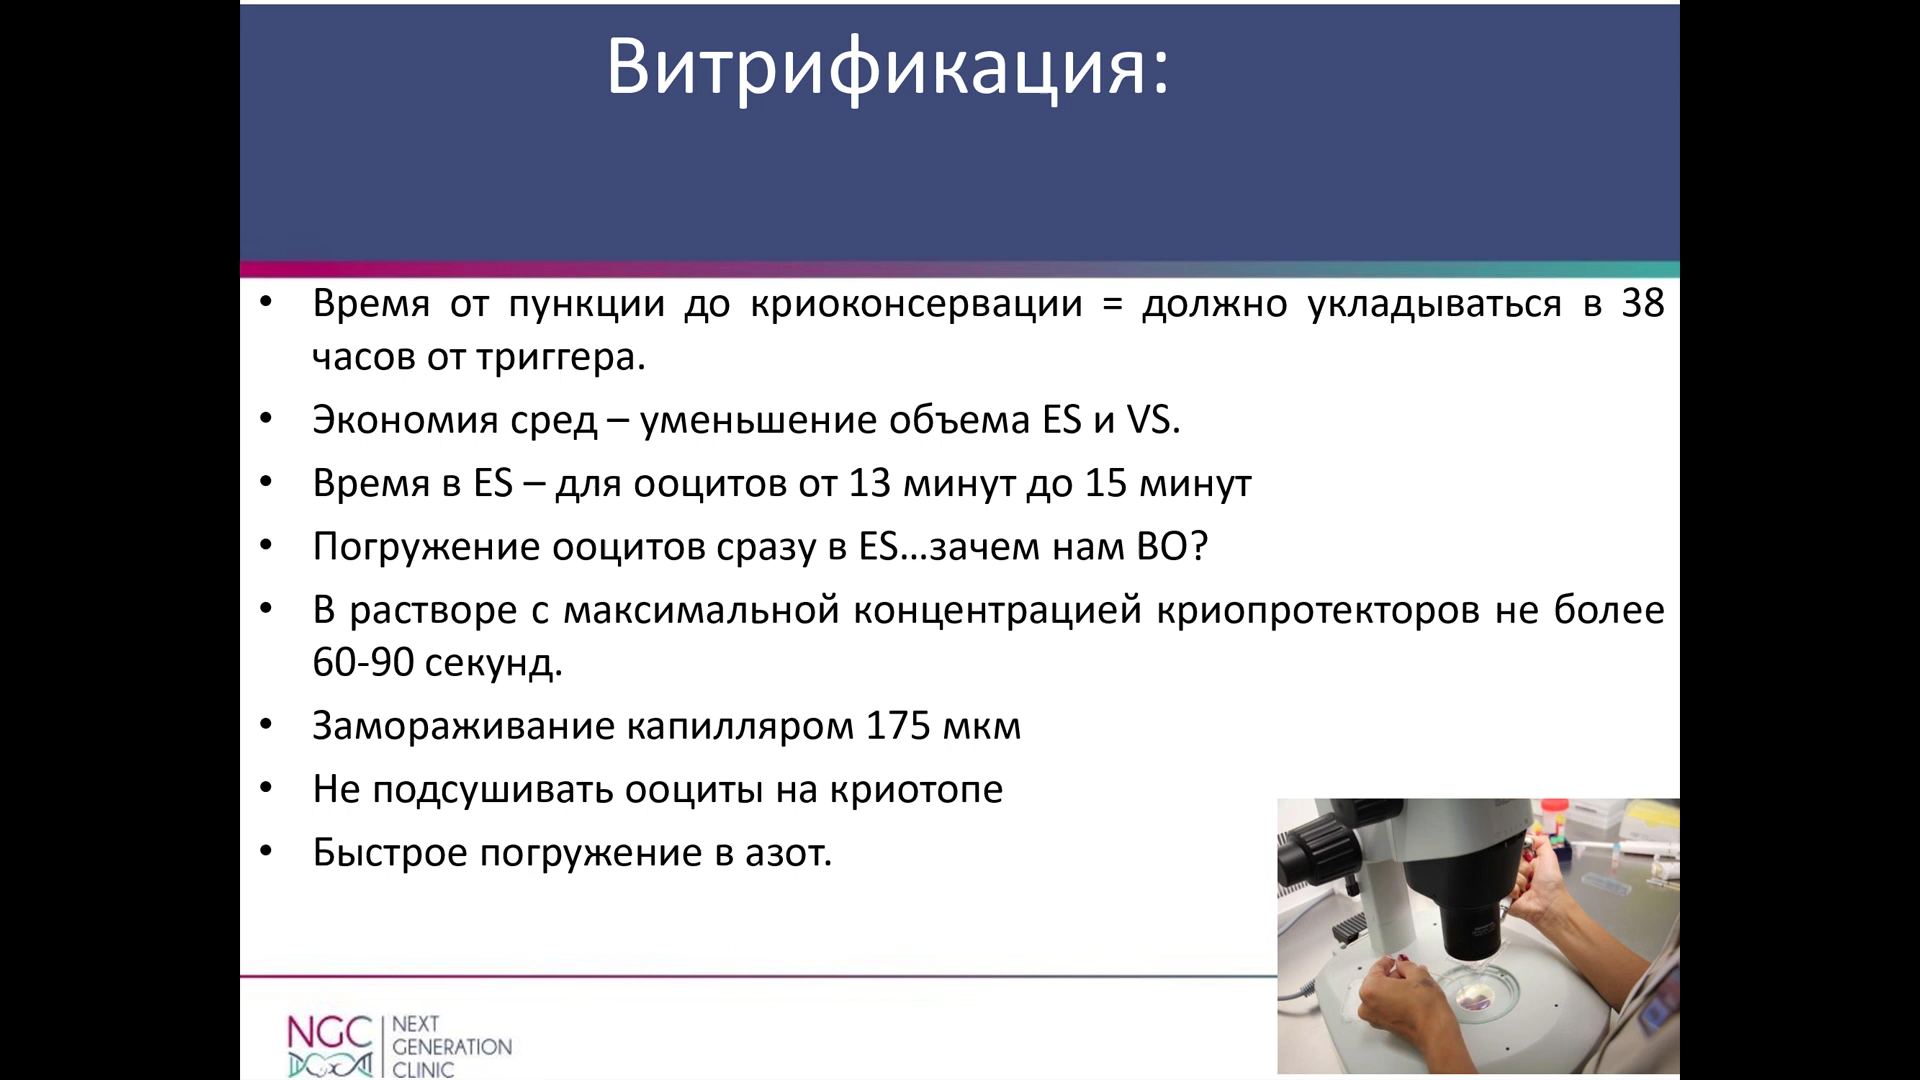 Витрификация:
• Время от пункции до криоконсервации = должно укладываться в 38
часов от триггера.
• Экономия сред – уменьшение объема ES и VS.
• Время в ES – для ооцитов от 13 минут до 15 минут
• Погружение ооцитов сразу в ES…зачем нам ВО?
• В растворе с максимальной концентрацией криопротекторов не более
60-90 секунд.
• Замораживание капилляром 175 мкм
• Не подсушивать ооциты на криотопе
• Быстрое погружение в азот.
NGC
NEXT
GENERATION
CLINIC